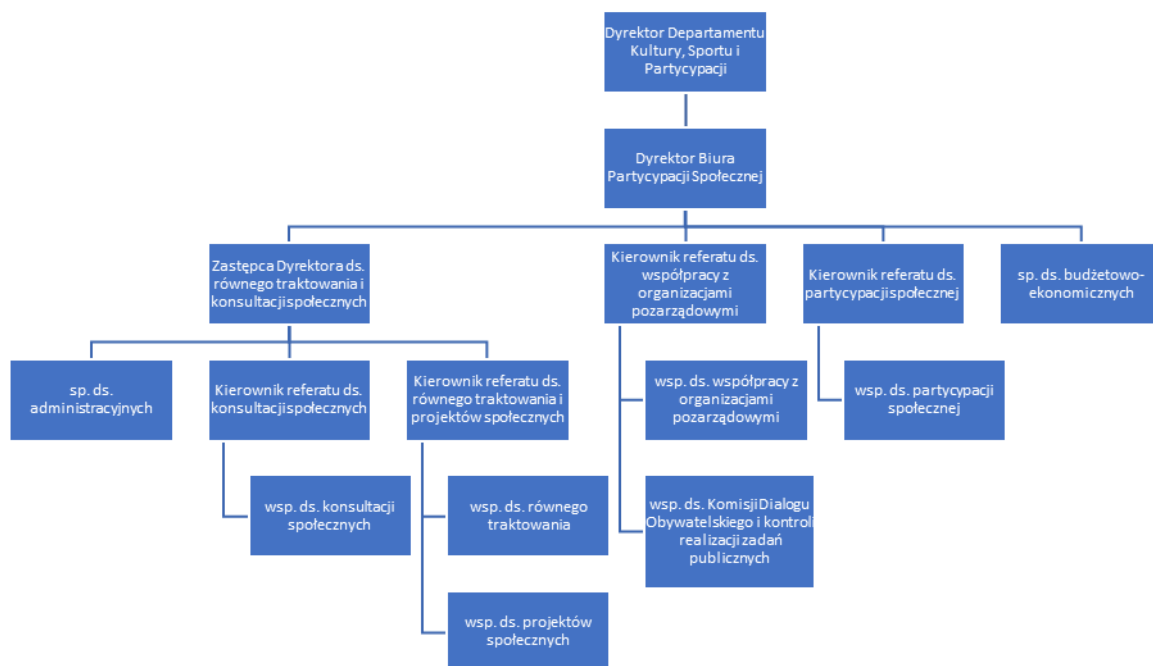 Dyrektor Departamentu
Kultury, Sportu i
Partycypacji
Dyrektor Biura
Partycypacji Społecznej
Zastępca Dyrektora ds.
równego traktowania i
konsultacji społecznych
Kierownik referatu ds.
współpracy z
organizacjami
pozarządowymi
Kierownik referatu ds.
partycypacji społecznej
sp. ds. budżetowo-
ekonomicznych
sp. ds.
administracyjnych
Kierownik referatu ds.
konsultacji społecznych
Kierownik referatu ds.
równego traktowania i
projektów społecznych
wsp. ds. współpracy z
organizacjami
pozarządowymi
wsp. ds. partycypacji
społecznej
wsp. ds. konsultacji
społecznych
wsp. ds. równego
traktowania
wsp. ds. Komisji Dialogu
Obywatelskiego i kontroli
realizacji zadań
publicznych
wsp. ds. projektów
społecznych